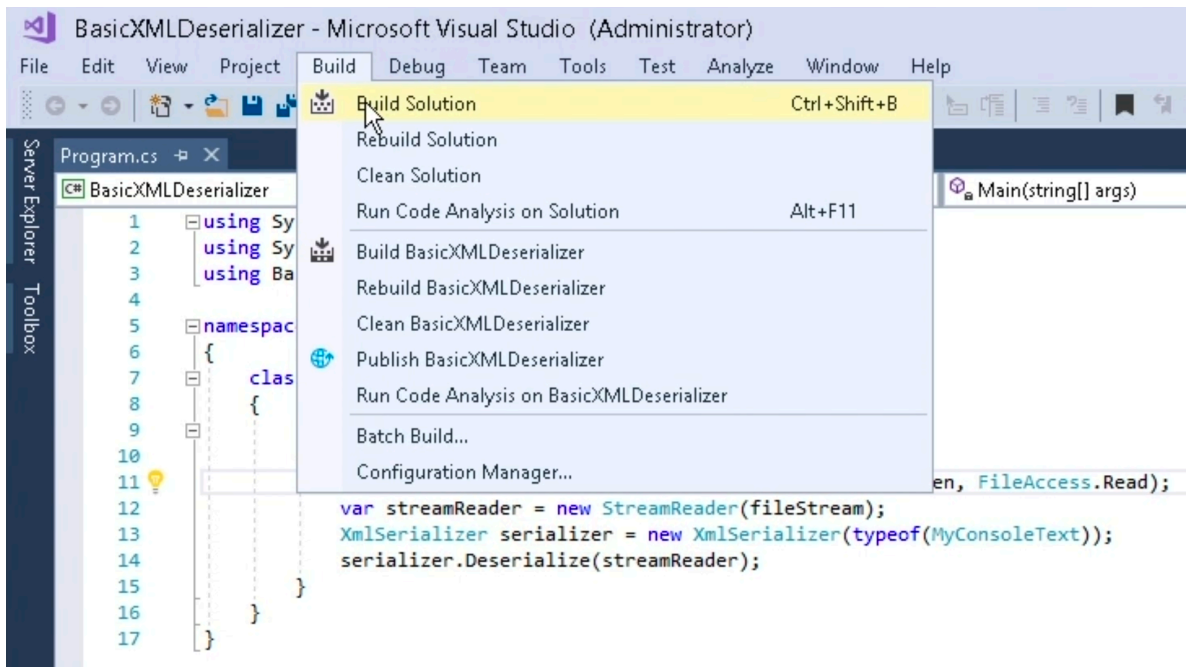 BasicXMLDeserializer - Microsoft Visual Studio (Administrator)
File Edit View Project Build Debug Team Tools Test Analyze Window Help
Build Solution Ctrl+Shift+B
Rebuild Solution
Clean Solution
Run Code Analysis on Solution Alt+F11
Build BasicXMLDeserializer
Rebuild BasicXMLDeserializer
Clean BasicXMLDeserializer
Publish BasicXMLDeserializer
Run Code Analysis on BasicXMLDeserializer
Batch Build...
Configuration Manager...
Server Explorer
Toolbox
Program.cs
C# BasicXMLDeserializer
Main(string[] args)
1 using Sy
2 using Sy
3 using Ba
4
5 namespac
6 {
7 clas
8 {
9
10
11 en, FileAccess.Read);
12 var streamReader = new StreamReader(fileStream);
13 XmlSerializer serializer = new XmlSerializer(typeof(MyConsoleText));
14 serializer.Deserialize(streamReader);
15 }
16 }
17 }